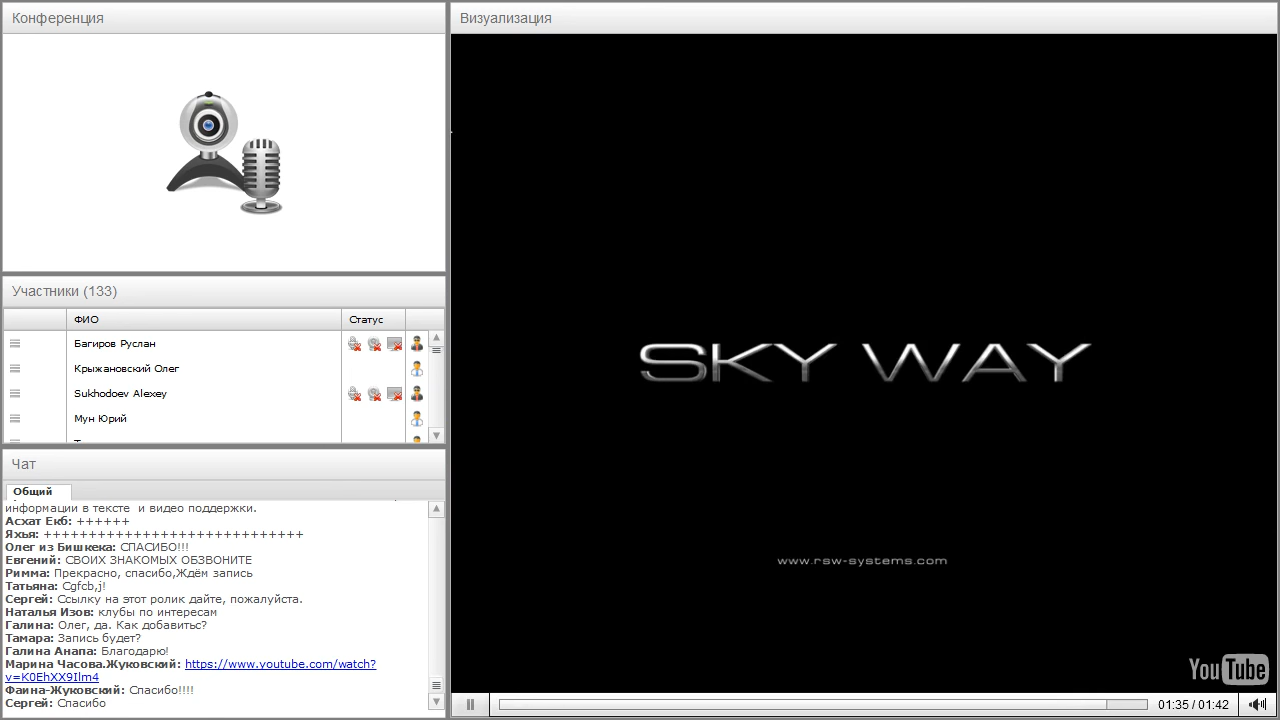 Конференция
Визуализация
SKY WAY
www.rsw-systems.com
YouTube
01:35 / 01:42
Участники (133)
ФИО
Статус
Багиров Руслан
Крыжановский Олег
Sukhodoev Alexey
Мун Юрий
Чат
Общий
информации в тексте и видео поддержки.
Асхат Екб: ++++++
Яхья: +++++++++++++++++++++++++++++
Олег из Бишкека: СПАСИБО!!!
Евгений: СВОИХ ЗНАКОМЫХ ОБЗВОНИТЕ
Римма: Прекрасно, спасибо,Ждём запись
Татьяна: Cgfcb,j!
Сергей: Ссылку на этот ролик дайте, пожалуйста.
Наталья Изов: клубы по интересам
Галина: Олег, да. Как добавитьс?
Тамара: Запись будет?
Галина Анапа: Благодарю!
Марина Часова.Жуковский: https://www.youtube.com/watch?
v=K0EhXX9Ilm4
Фаина-Жуковский: Спасибо!!!!
Сергей: Спасибо